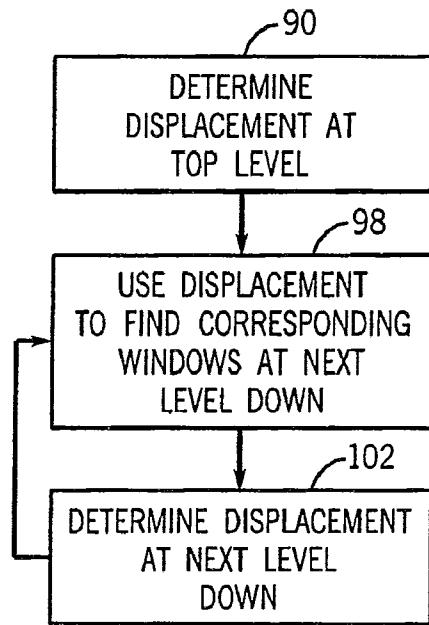 90
DETERMINE
DISPLACEMENT AT
TOP LEVEL
98
USE DISPLACEMENT
TO FIND CORRESPONDING
WINDOWS AT NEXT
LEVEL DOWN
102
DETERMINE DISPLACEMENT
AT NEXT LEVEL
DOWN